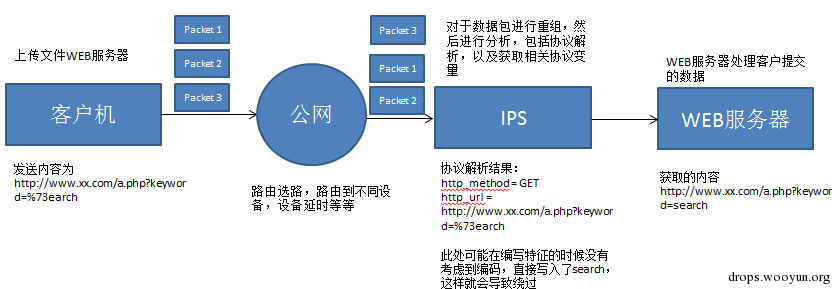 上传文件WEB服务器
Packet 1
Packet 2
Packet 3
客户机
发送内容为
http://www.xx.com/a.php?keywor
d=%73earch
公网
路由选路，路由到不同设
备，设备延时等等
Packet 3
Packet 1
Packet 2
对于数据包进行重组，然
后进行分析，包括协议解
析，以及获取相关协议变
量
IPS
协议解析结果：
http_method = GET
http_url =
http://www.xx.com/a.php?keywor
d=%73earch
此处可能在编写特征的时候没有
考虑到编码，直接写入了search，
这样就会导致绕过
WEB服务器处理客户提交
的数据
WEB服务器
获取的内容
http://www.xx.com/a.php?keywor
d=search
drops.wooyun.org